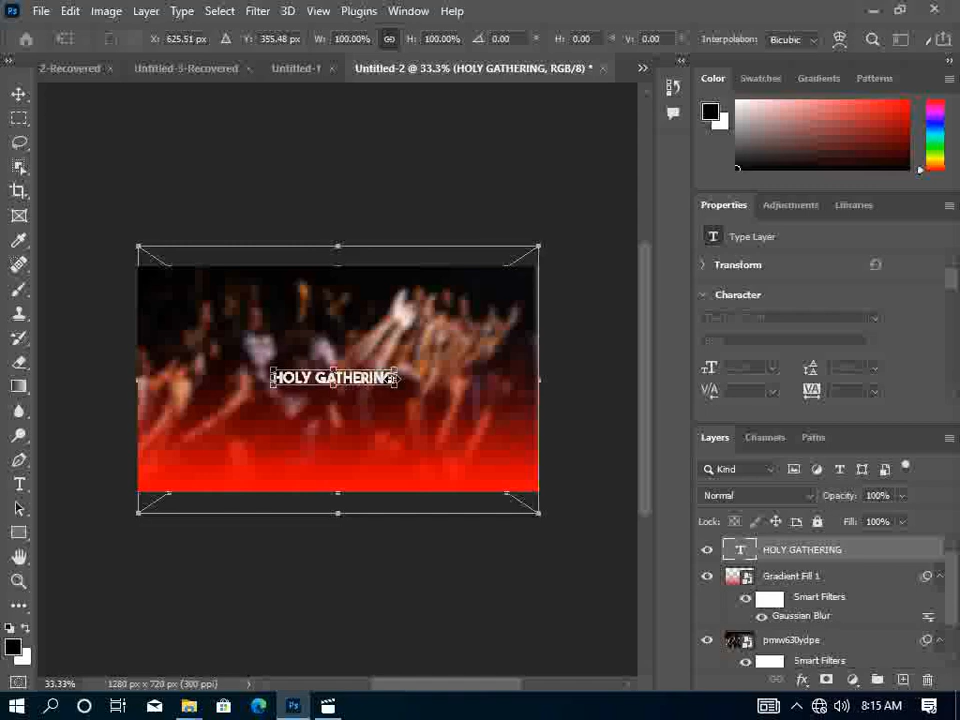 Ps File Edit Image Layer Type Select Filter 3D View Plugins Window Help
X: 625.51 px Y: 355.48 px W: 100.00% H: 100.00% 0.00 ° H: 0.00 ° V: 0.00 Interpolation: Bicubic
2-Recovered × Untitled-3-Recovered × Untitled-1 × Untitled-2 @ 33.3% (HOLY GATHERING, RGB/8) * ×
Color Swatches Gradients Patterns
Properties Adjustments Libraries
T Type Layer
Transform
Character
HOLY GATHERING
Layers Channels Paths
Kind
Normal Opacity: 100%
Lock: Fill: 100%
T HOLY GATHERING
Gradient Fill 1
Smart Filters
Gaussian Blur
pmw630ydpe
Smart Filters
33.33% 1280 px x 720 px (300 ppi)
Ps 8:15 AM